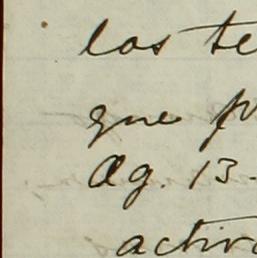 los te
que p
Ag. 13-
activ